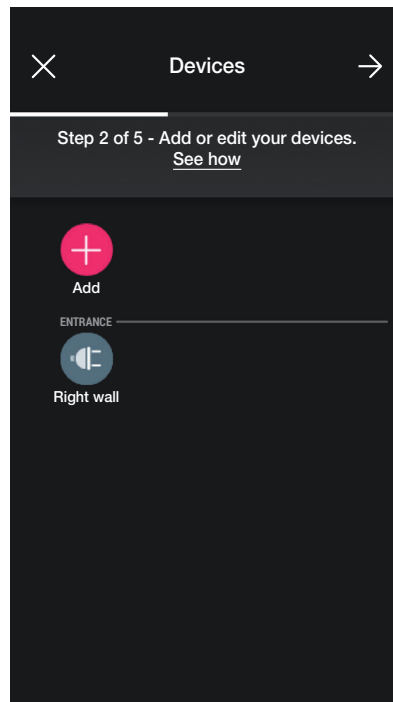 Devices
Step 2 of 5 - Add or edit your devices.
See how
Add
ENTRANCE
Right wall